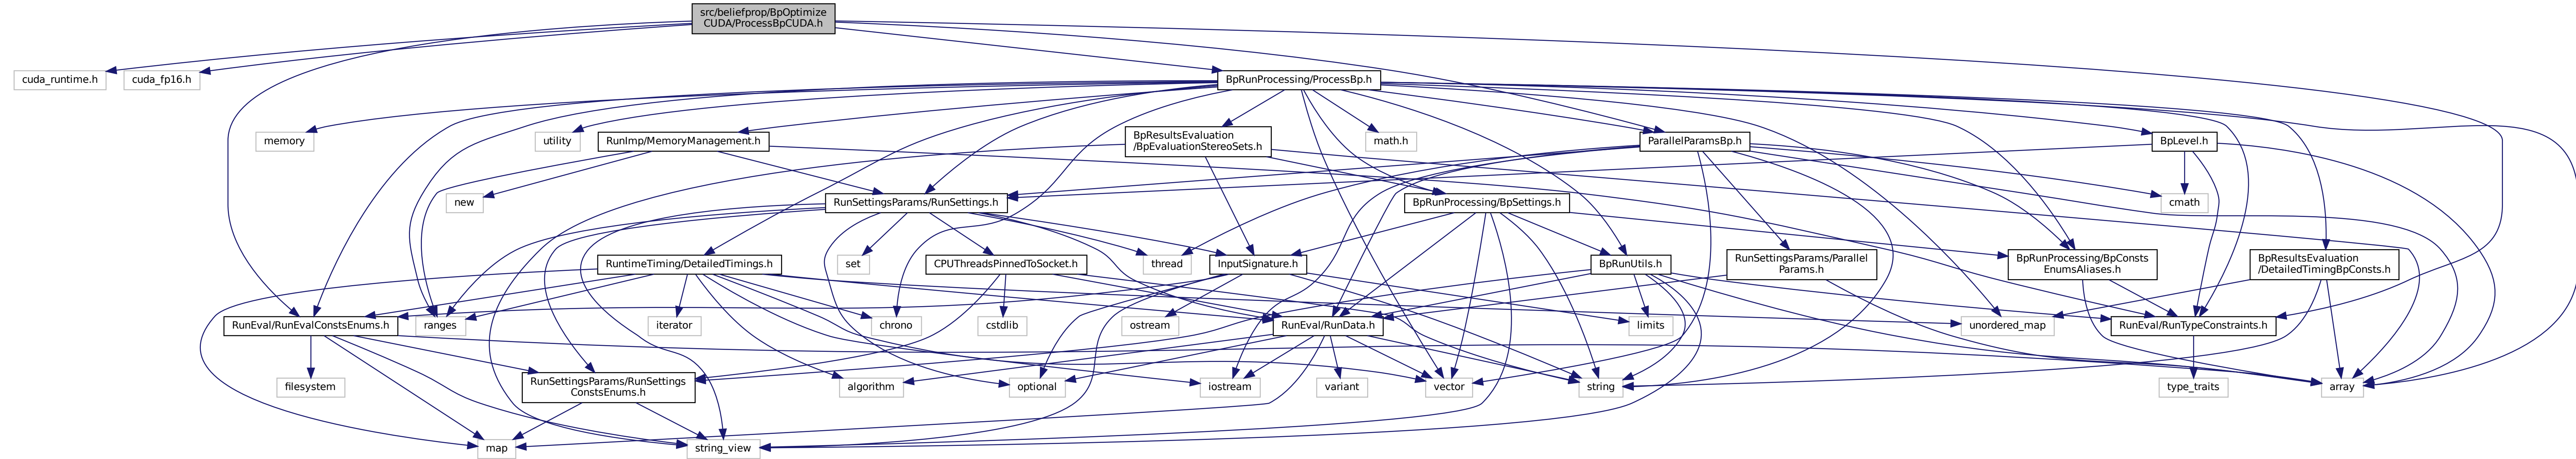 src/beliefprop/BpOptimize
CUDA/ProcessBpCUDA.h
cuda_runtime.h
cuda_fp16.h
BpRunProcessing/ProcessBp.h
memory
utility
RunImp/MemoryManagement.h
BpResultsEvaluation
/BpEvaluationStereoSets.h
math.h
ParallelParamsBp.h
BpLevel.h
new
RunSettingsParams/RunSettings.h
BpRunProcessing/BpSettings.h
cmath
RuntimeTiming/DetailedTimings.h
set
CPUThreadsPinnedToSocket.h
thread
InputSignature.h
BpRunUtils.h
RunSettingsParams/Parallel
Params.h
BpRunProcessing/BpConsts
EnumsAliases.h
BpResultsEvaluation
/DetailedTimingBpConsts.h
RunEval/RunEvalConstsEnums.h
ranges
iterator
chrono
cstdlib
ostream
RunEval/RunData.h
limits
unordered_map
RunEval/RunTypeConstraints.h
filesystem
RunSettingsParams/RunSettings
ConstsEnums.h
algorithm
optional
iostream
variant
vector
string
type_traits
array
map
string_view